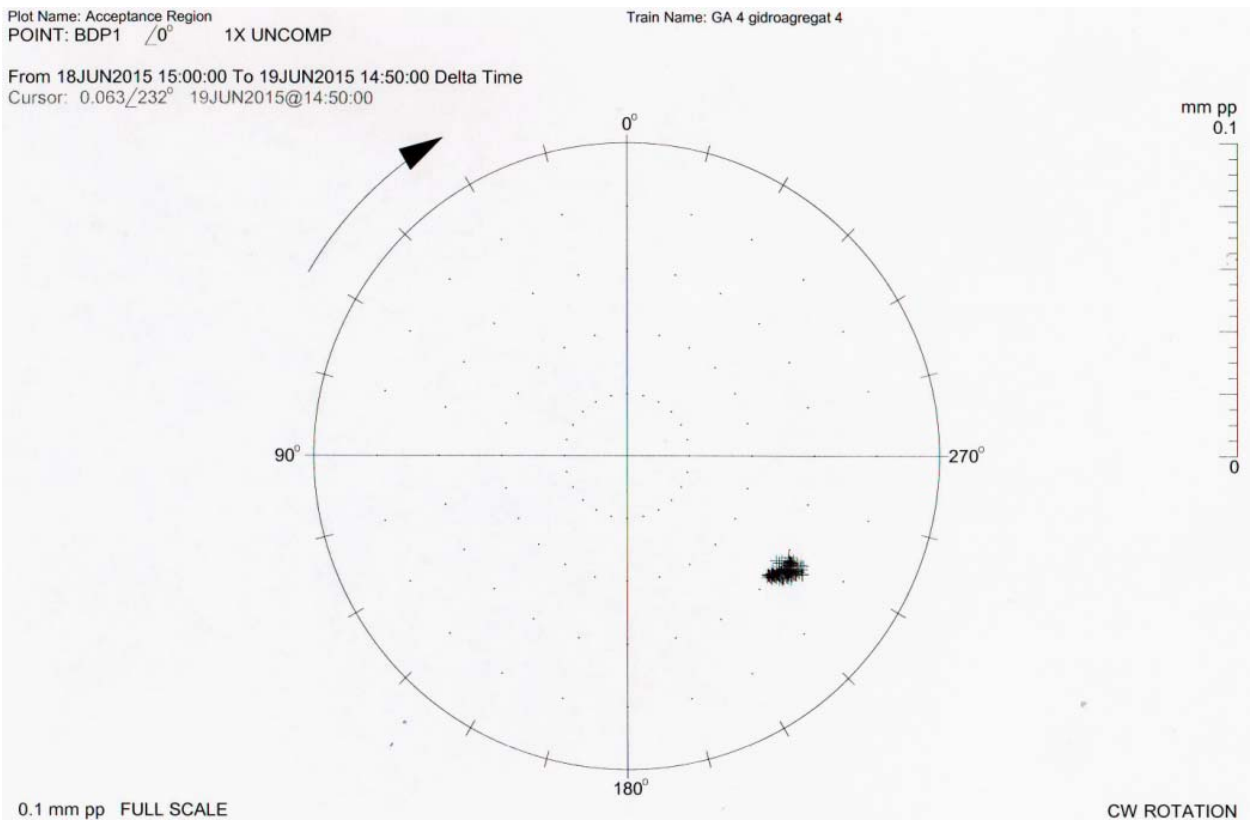 Plot Name: Acceptance Region
Train Name: GA 4 gidroagregat 4
POINT: BDP1 ∠0° 1X UNCOMP
From 18JUN2015 15:00:00 To 19JUN2015 14:50:00 Delta Time
Cursor: 0.063∠232° 19JUN2015@14:50:00
mm pp
0.1
0°
90°
270°
0
180°
0.1 mm pp FULL SCALE
CW ROTATION